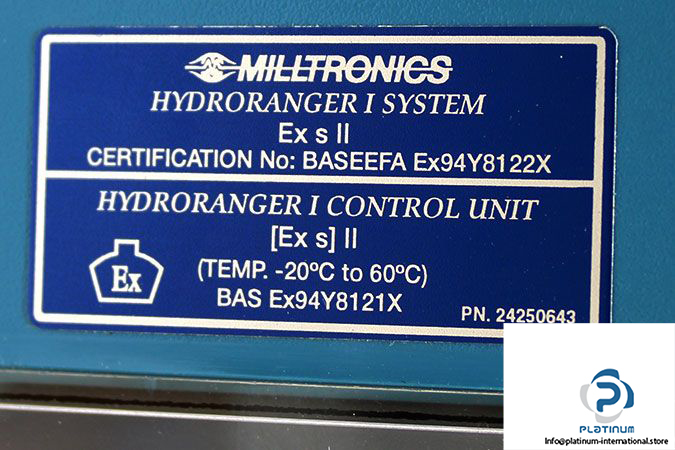 MILLTRONICS
HYDRORANGER I SYSTEM
Ex s II
CERTIFICATION No: BASEEFA Ex94Y8122X
HYDRORANGER I CONTROL UNIT
[Ex s] II
Ex
(TEMP. -20ºC to 60ºC)
BAS Ex94Y8121X
PN. 24250643
PLATINUM
Info@platinum-international.store